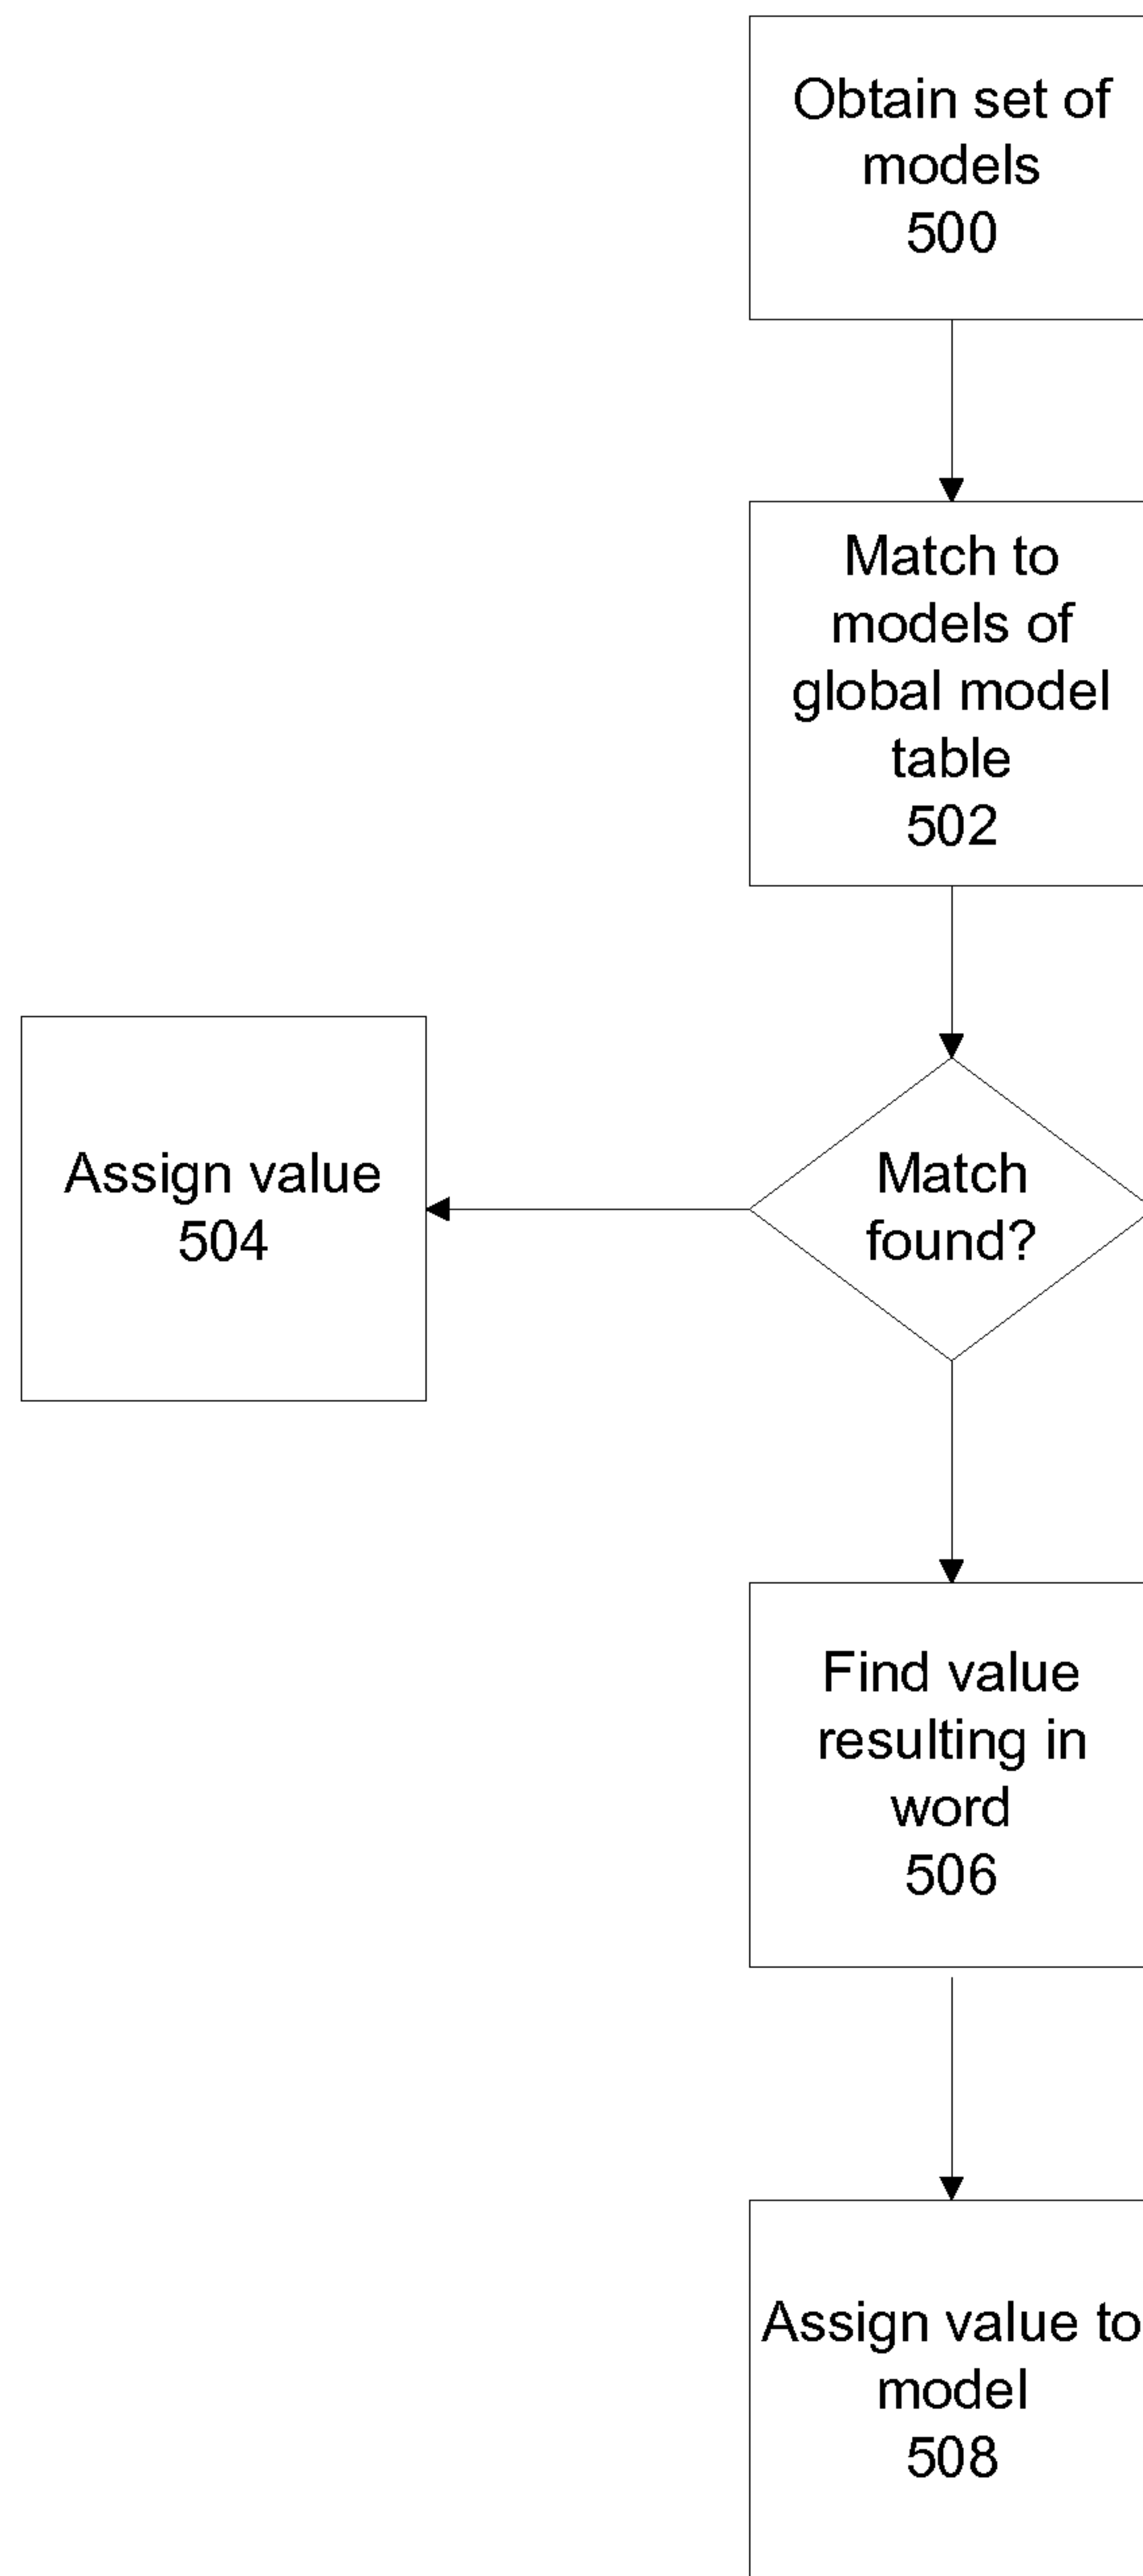 Obtain set of
models
500
Match to
models of
global model
table
502
Match
found?
Assign value
504
Find value
resulting in
word
506
Assign value to
model
508